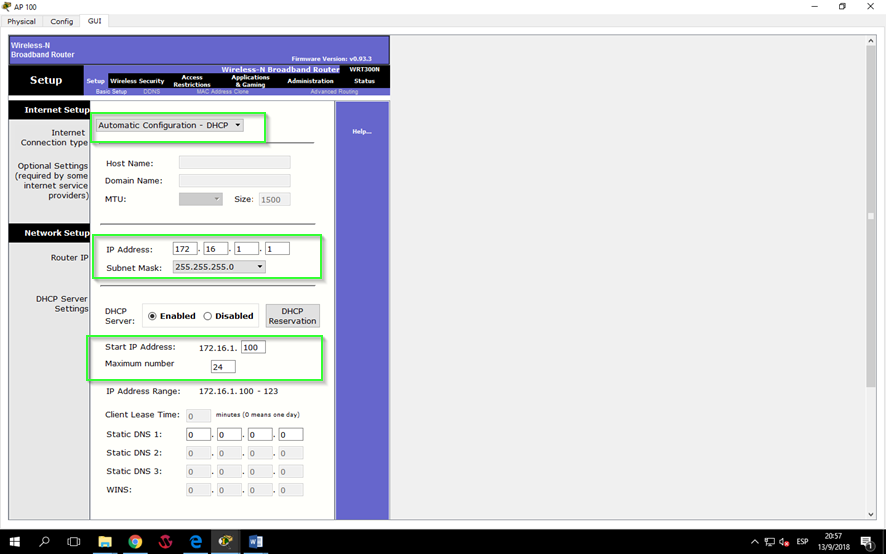 AP 100
Physical Config GUI
Wireless-N
Broadband Router
Firmware Version: v0.93.3
Wireless-N Broadband Router WRT300N
Setup
Setup Wireless Security Access Restrictions Applications & Gaming Administration Status
Basic Setup DDNS MAC Address Clone Advanced Routing
Internet Setup
Internet Connection type
Automatic Configuration - DHCP
Help...
Optional Settings
(required by some
internet service
providers)
Host Name:
Domain Name:
MTU: Size: 1500
Network Setup
Router IP
IP Address: 172 . 16 . 1 . 1
Subnet Mask: 255.255.255.0
DHCP Server
Settings
DHCP
Server: Enabled Disabled DHCP
Reservation
Start IP Address: 172.16.1. 100
Maximum number 24
IP Address Range: 172.16.1.100 - 123
Client Lease Time: 0 minutes (0 means one day)
Static DNS 1: 0 . 0 . 0 . 0
Static DNS 2: 0 . 0 . 0 . 0
Static DNS 3: 0 . 0 . 0 . 0
WINS: 0 . 0 . 0 . 0
ESP
20:57
13/9/2018
1